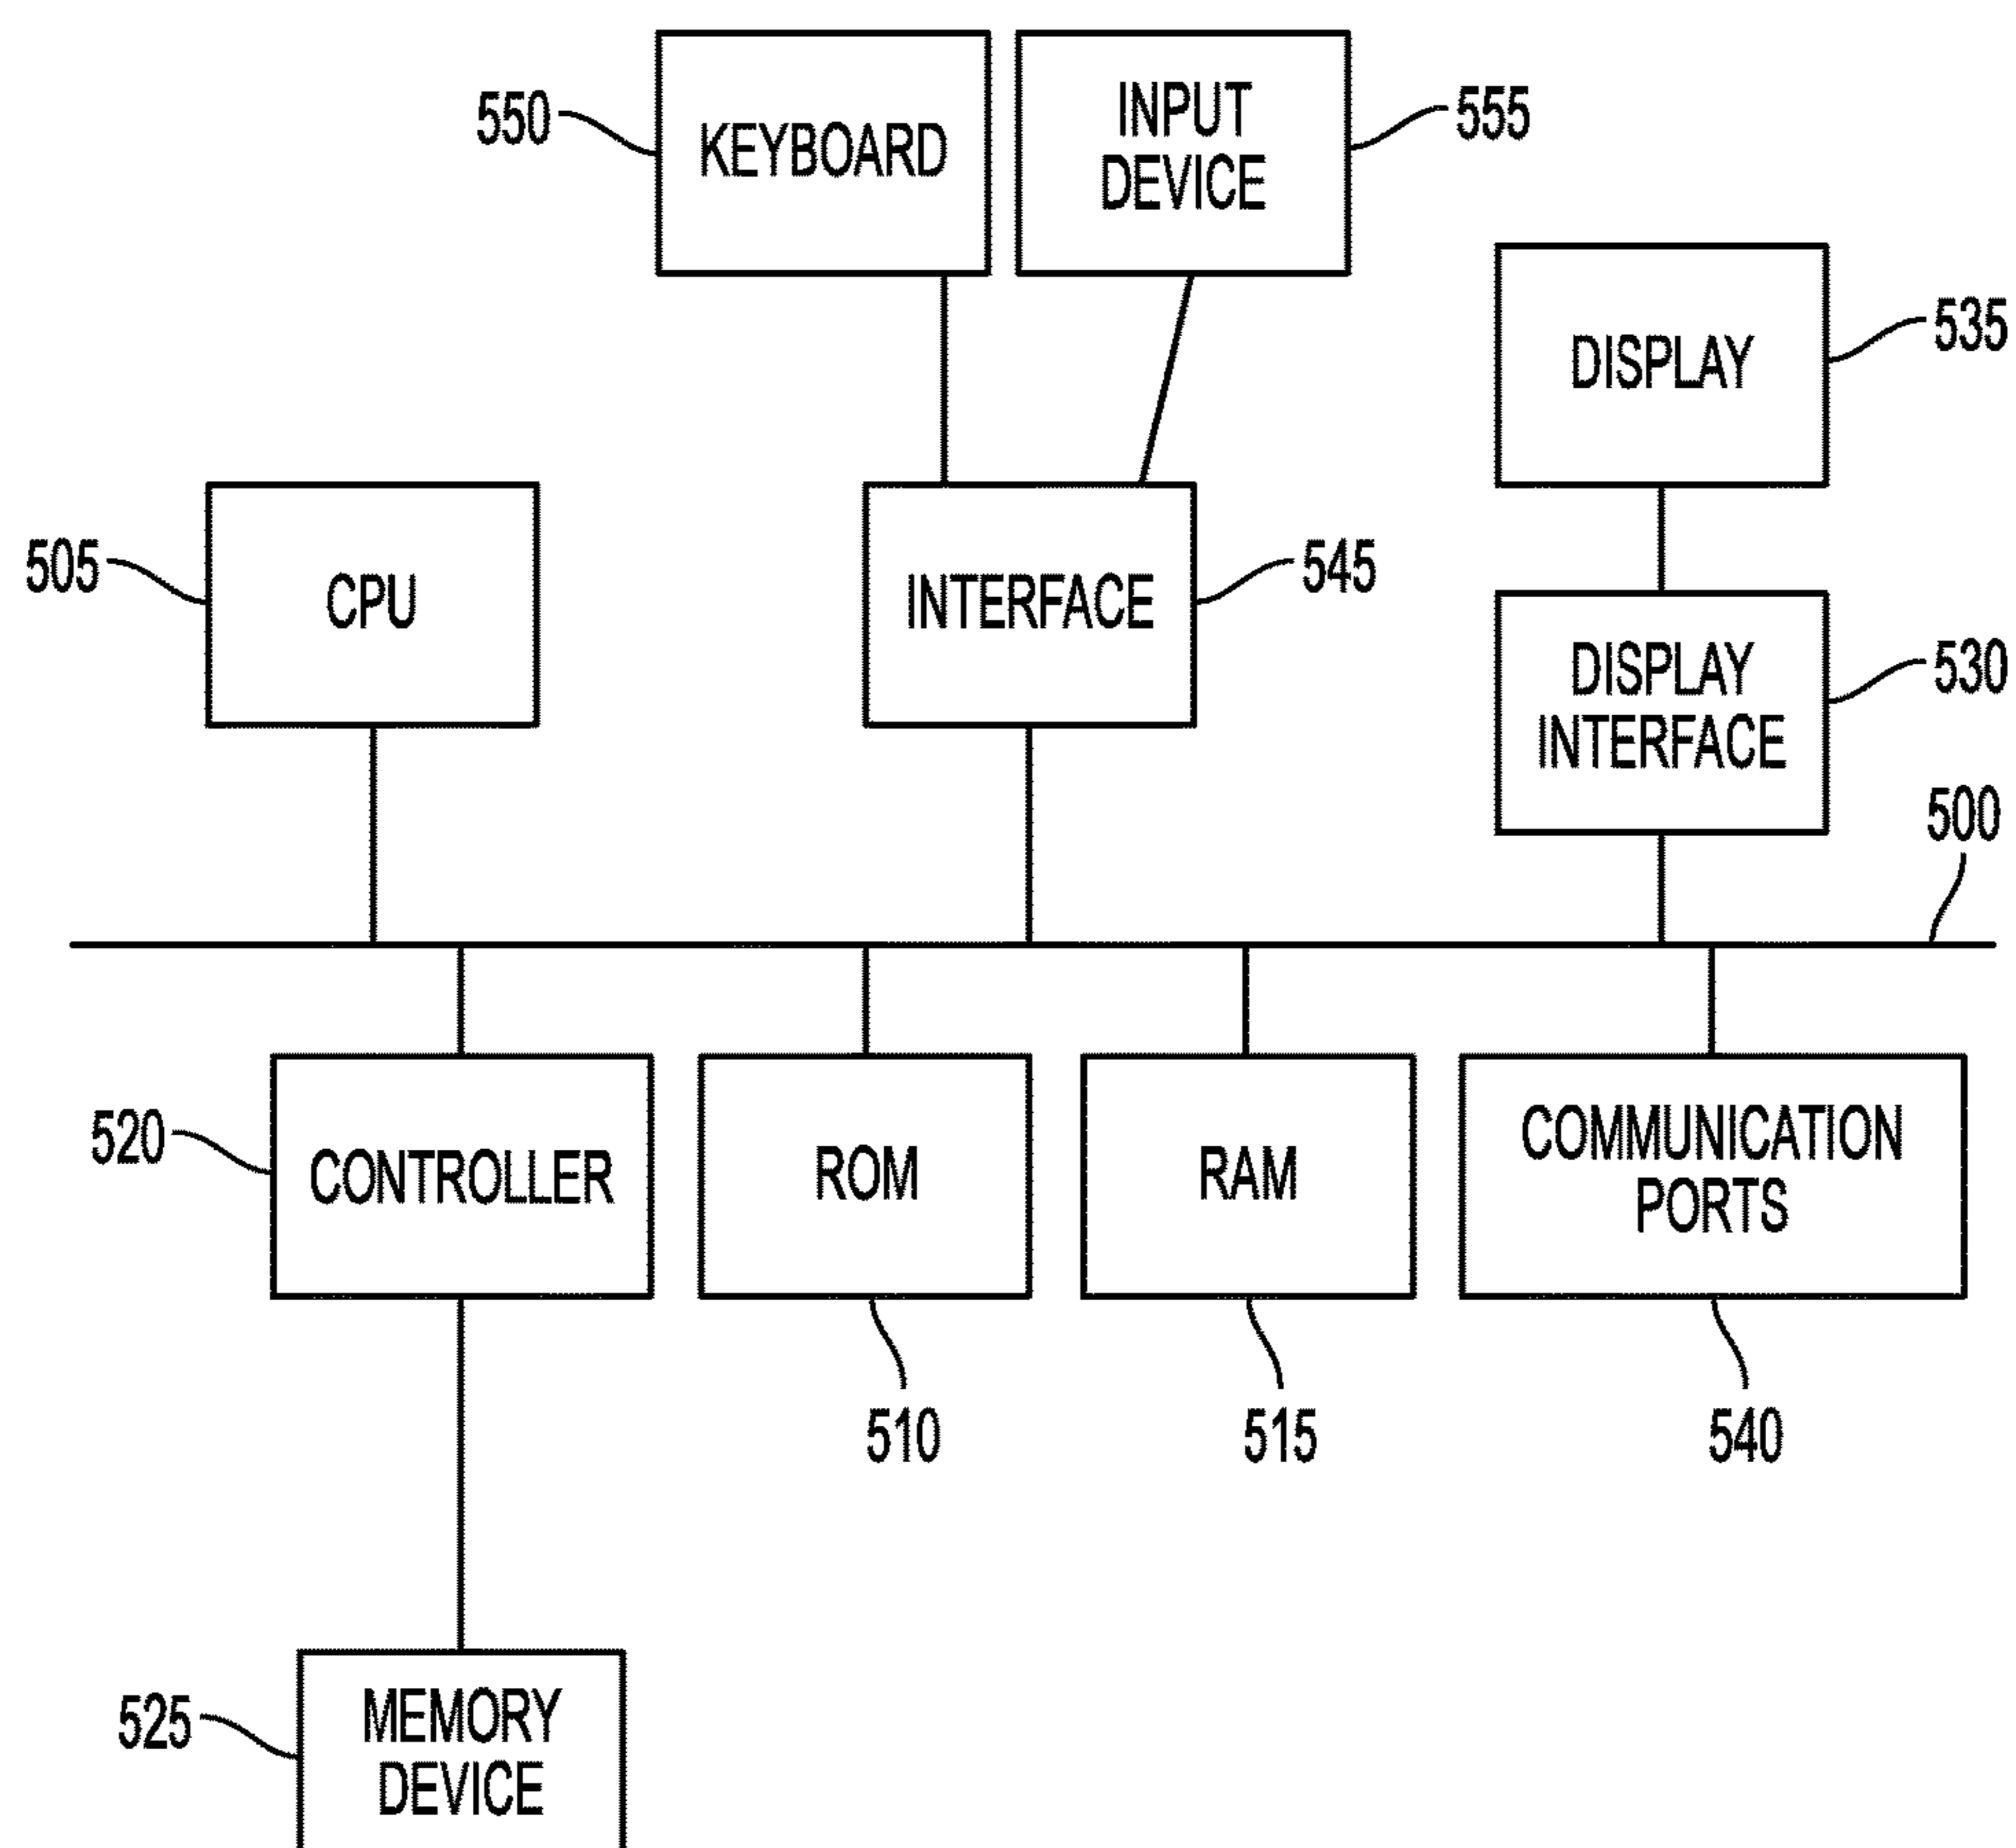 550
KEYBOARD
INPUT
DEVICE
555
DISPLAY
535
505
CPU
INTERFACE
545
DISPLAY
INTERFACE
530
500
520
CONTROLLER
ROM
RAM
COMMUNICATION
PORTS
510
515
540
525
MEMORY
DEVICE